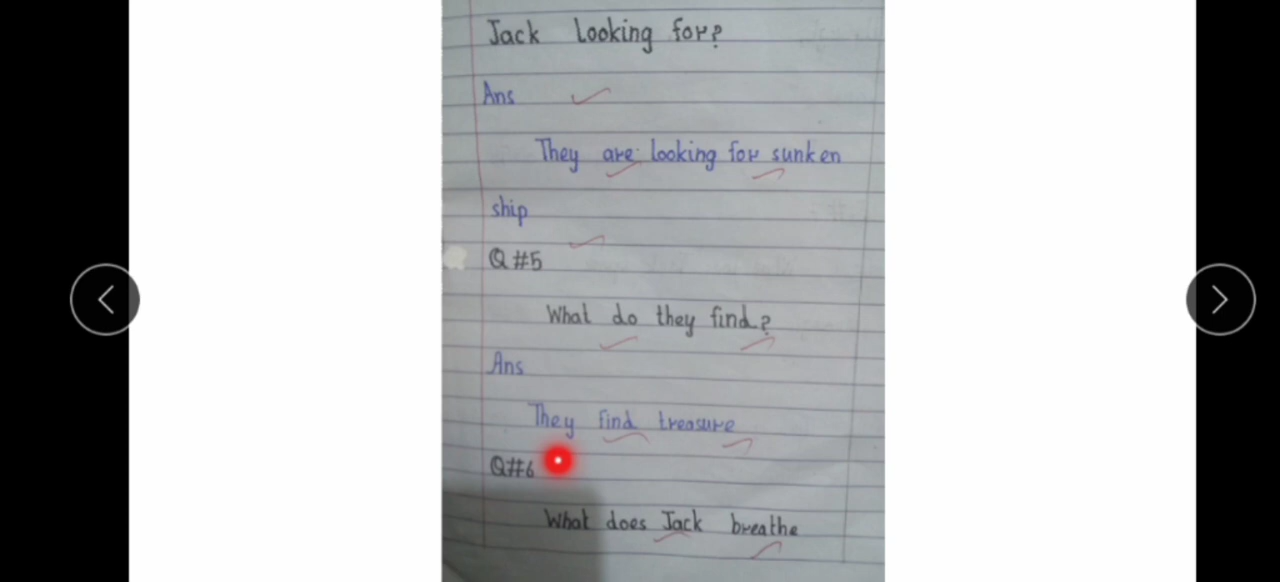 Jack looking for?
Ans
They are looking for sunken
ship
Q#5
What do they find?
Ans
They find treasure
Q#6
What does Jack breathe